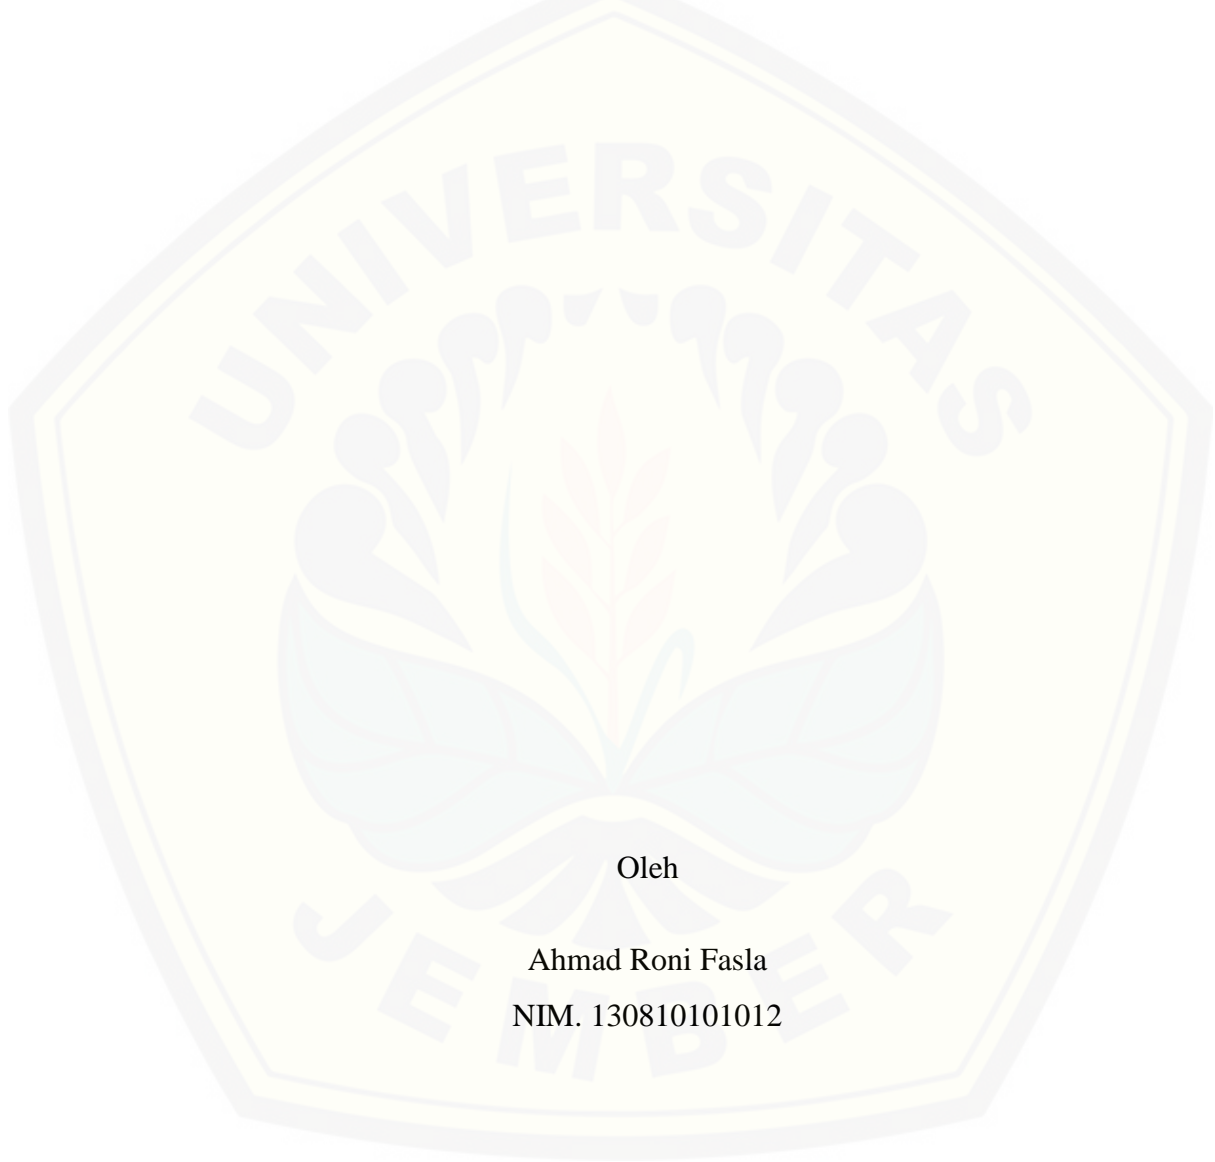 UNIVERSITAS
Oleh
Ahmad Roni Fasla
NIM. 130810101012
JEMBER